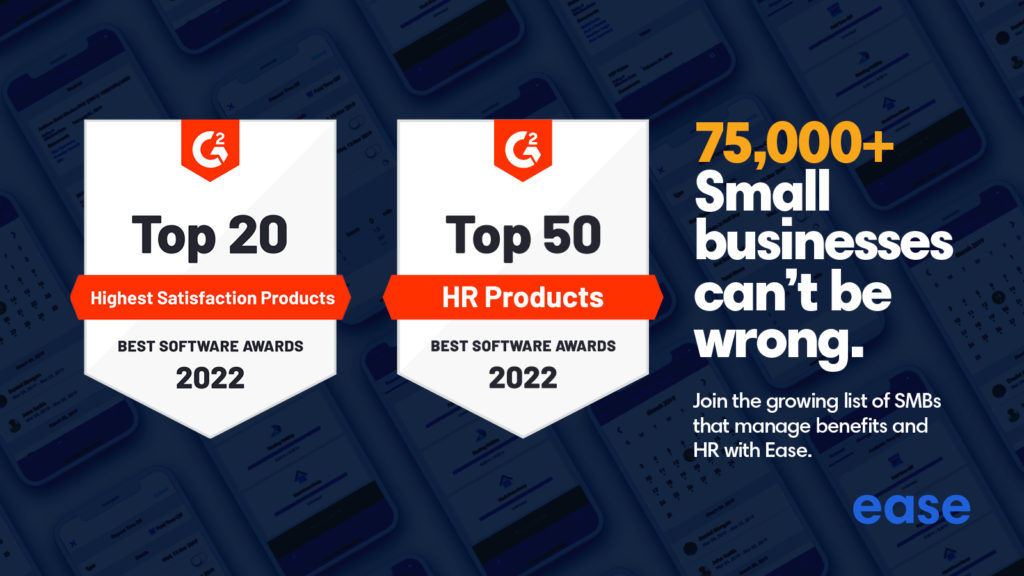 G2
Top 20
Highest Satisfaction Products
BEST SOFTWARE AWARDS
2022
G2
Top 50
HR Products
BEST SOFTWARE AWARDS
2022
75,000+
Small
businesses
can't be
wrong.
Join the growing list of SMBs
that manage benefits and
HR with Ease.
ease